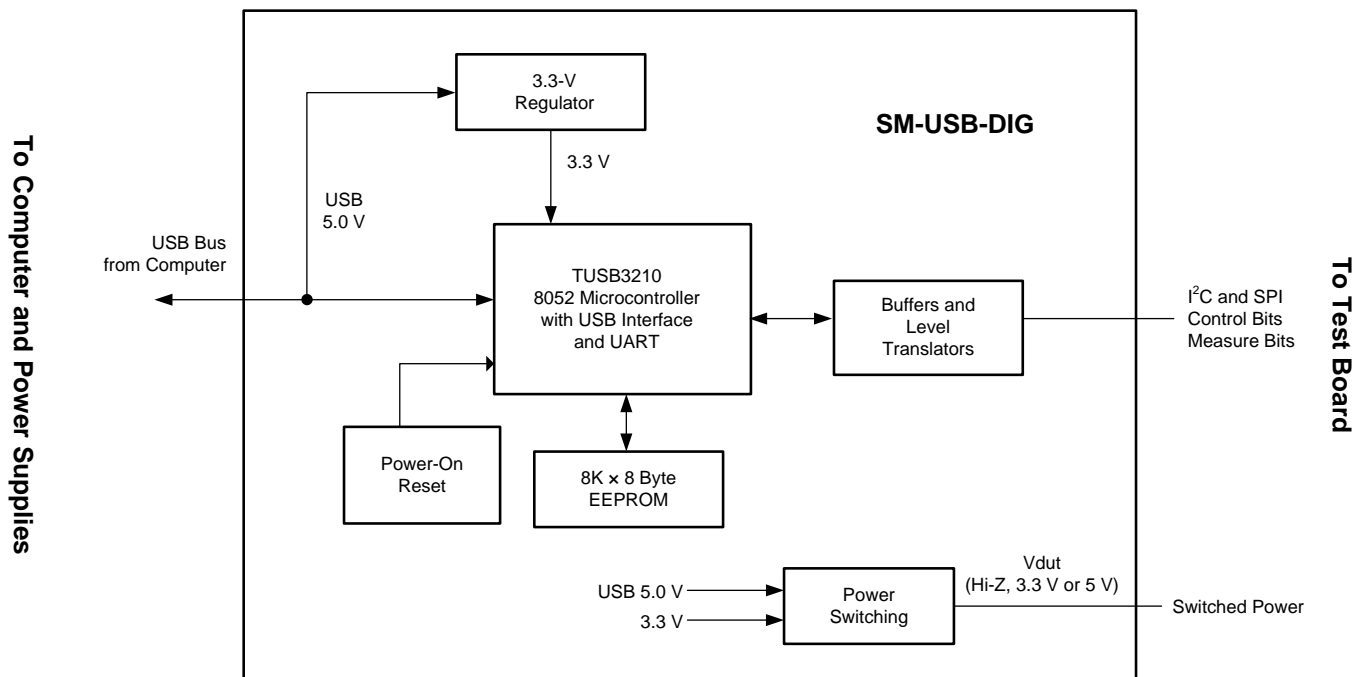 3.3-V
Regulator
SM-USB-DIG
3.3 V
USB
5.0 V
To Computer and Power Supplies
USB Bus
from Computer
TUSB3210
8052 Microcontroller
with USB Interface
and UART
Buffers and
Level
Translators
I²C and SPI
Control Bits
Measure Bits
To Test Board
Power-On
Reset
8K × 8 Byte
EEPROM
USB 5.0 V
3.3 V
Power
Switching
Vdut
(Hi-Z, 3.3 V or 5 V)
Switched Power